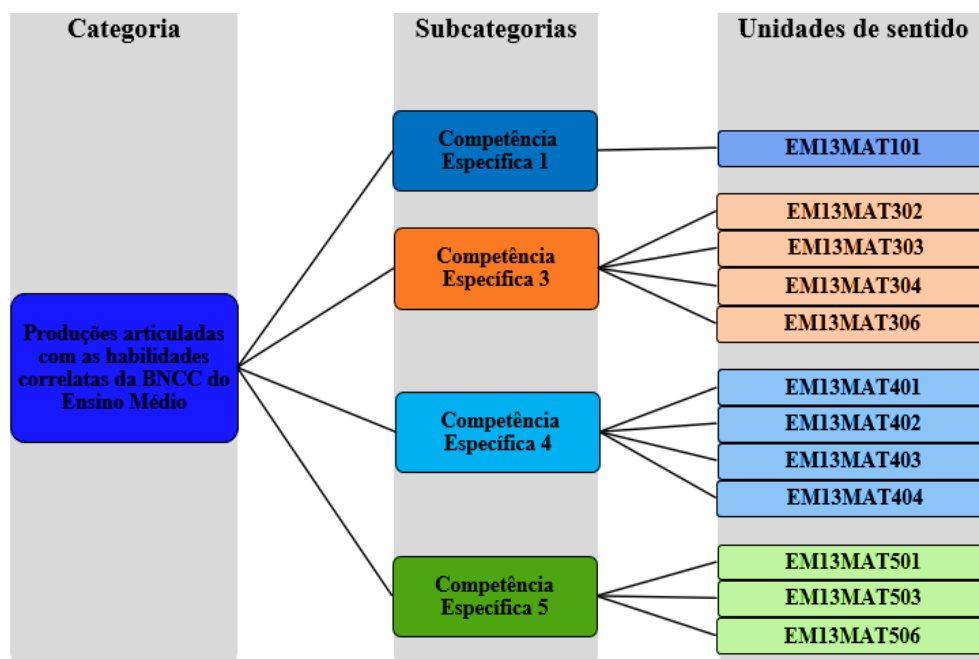 Categoria
Subcategorias
Unidades de sentido
Produções articuladas
com as habilidades
correlatas da BNCC do
Ensino Médio
Competência
Específica 1
EM13MAT101
Competência
Específica 3
EM13MAT302
EM13MAT303
EM13MAT304
EM13MAT306
Competência
Específica 4
EM13MAT401
EM13MAT402
EM13MAT403
EM13MAT404
Competência
Específica 5
EM13MAT501
EM13MAT503
EM13MAT506